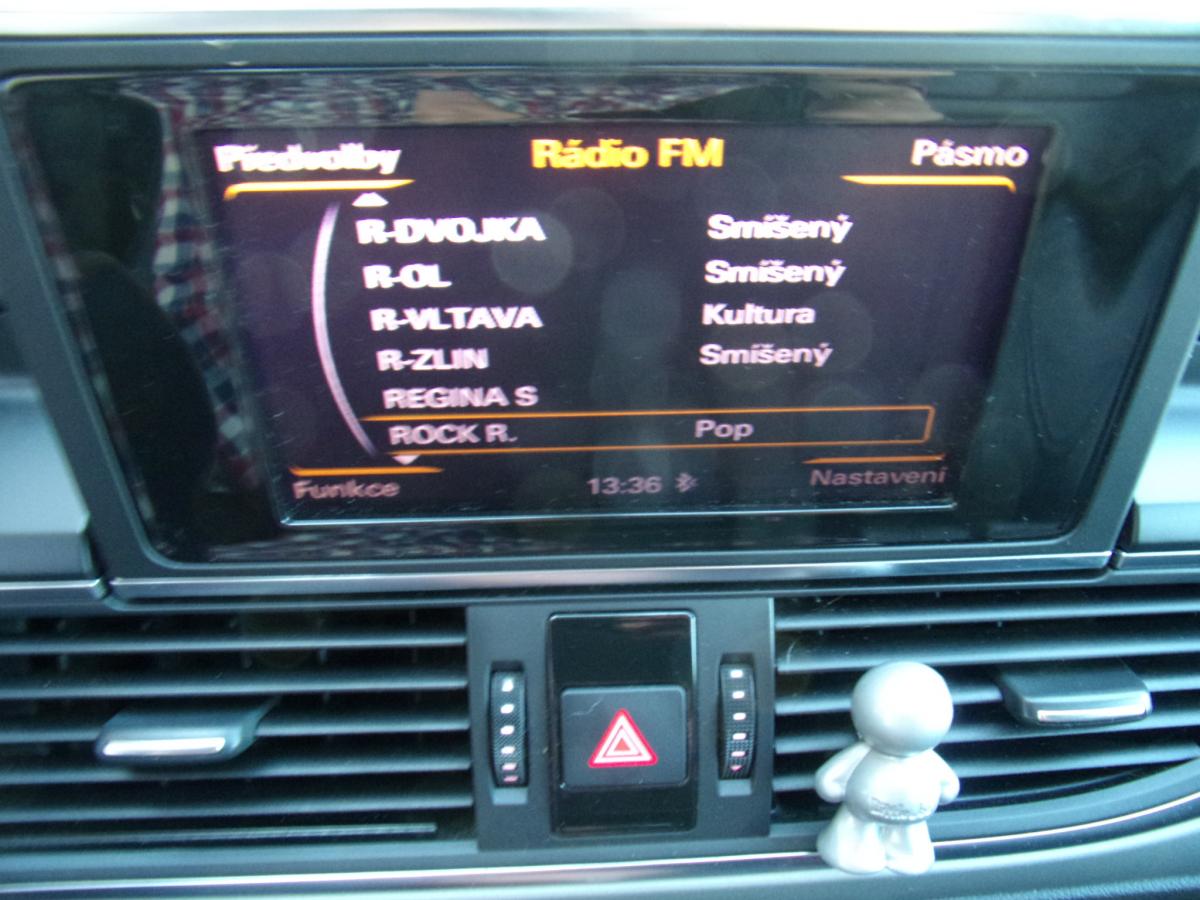 Předvolby Rádio FM Pásmo
R-DVOJKA Smíšený
R-OL Smíšený
R-VLTAVA Kultura
R-ZLIN Smíšený
REGINA S
ROCK R. Pop
Funkce 13:36 Nastavení